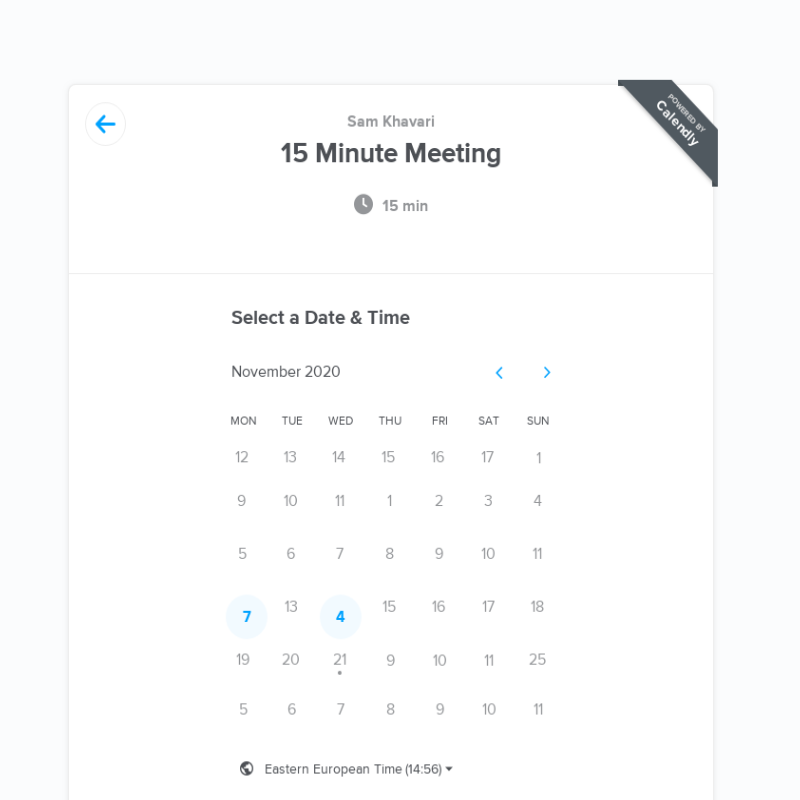 POWERED BY
Calendly
Sam Khavari
15 Minute Meeting
15 min
Select a Date & Time
November 2020
MON TUE WED THU FRI SAT SUN
12 13 14 15 16 17 1
9 10 11 1 2 3 4
5 6 7 8 9 10 11
7 13 4 15 16 17 18
19 20 21 9 10 11 25
5 6 7 8 9 10 11
Eastern European Time (14:56)